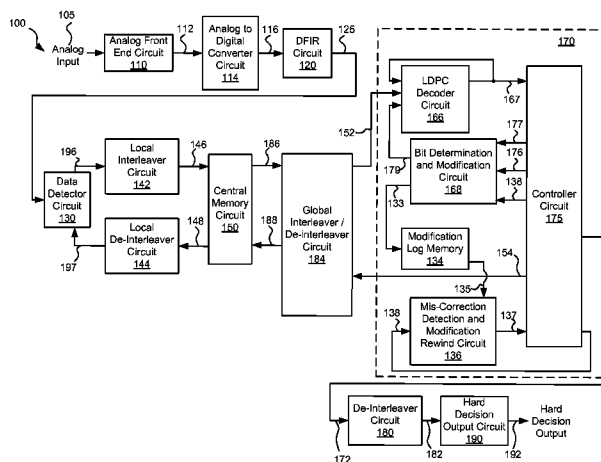 100
105
Analog
Input
Analog Front
End Circuit
110
112
Analog to
Digital
Converter
Circuit
114
116
DFIR
Circuit
120
125
170
LDPC
Decoder
Circuit
166
167
152
177
176
179
Bit Determination
and Modification
Circuit
168
138
133
Controller
Circuit
175
196
Local
Interleaver
Circuit
142
146
186
Data
Detector
Circuit
130
Central
Memory
Circuit
150
Global
Interleaver /
De-Interleaver
Circuit
184
197
Local
De-Interleaver
Circuit
144
148
188
Modification
Log Memory
134
154
135
138
Mis-Correction
Detection and
Modification
Rewind Circuit
136
137
172
De-Interleaver
Circuit
180
182
Hard
Decision
Output Circuit
190
192
Hard
Decision
Output